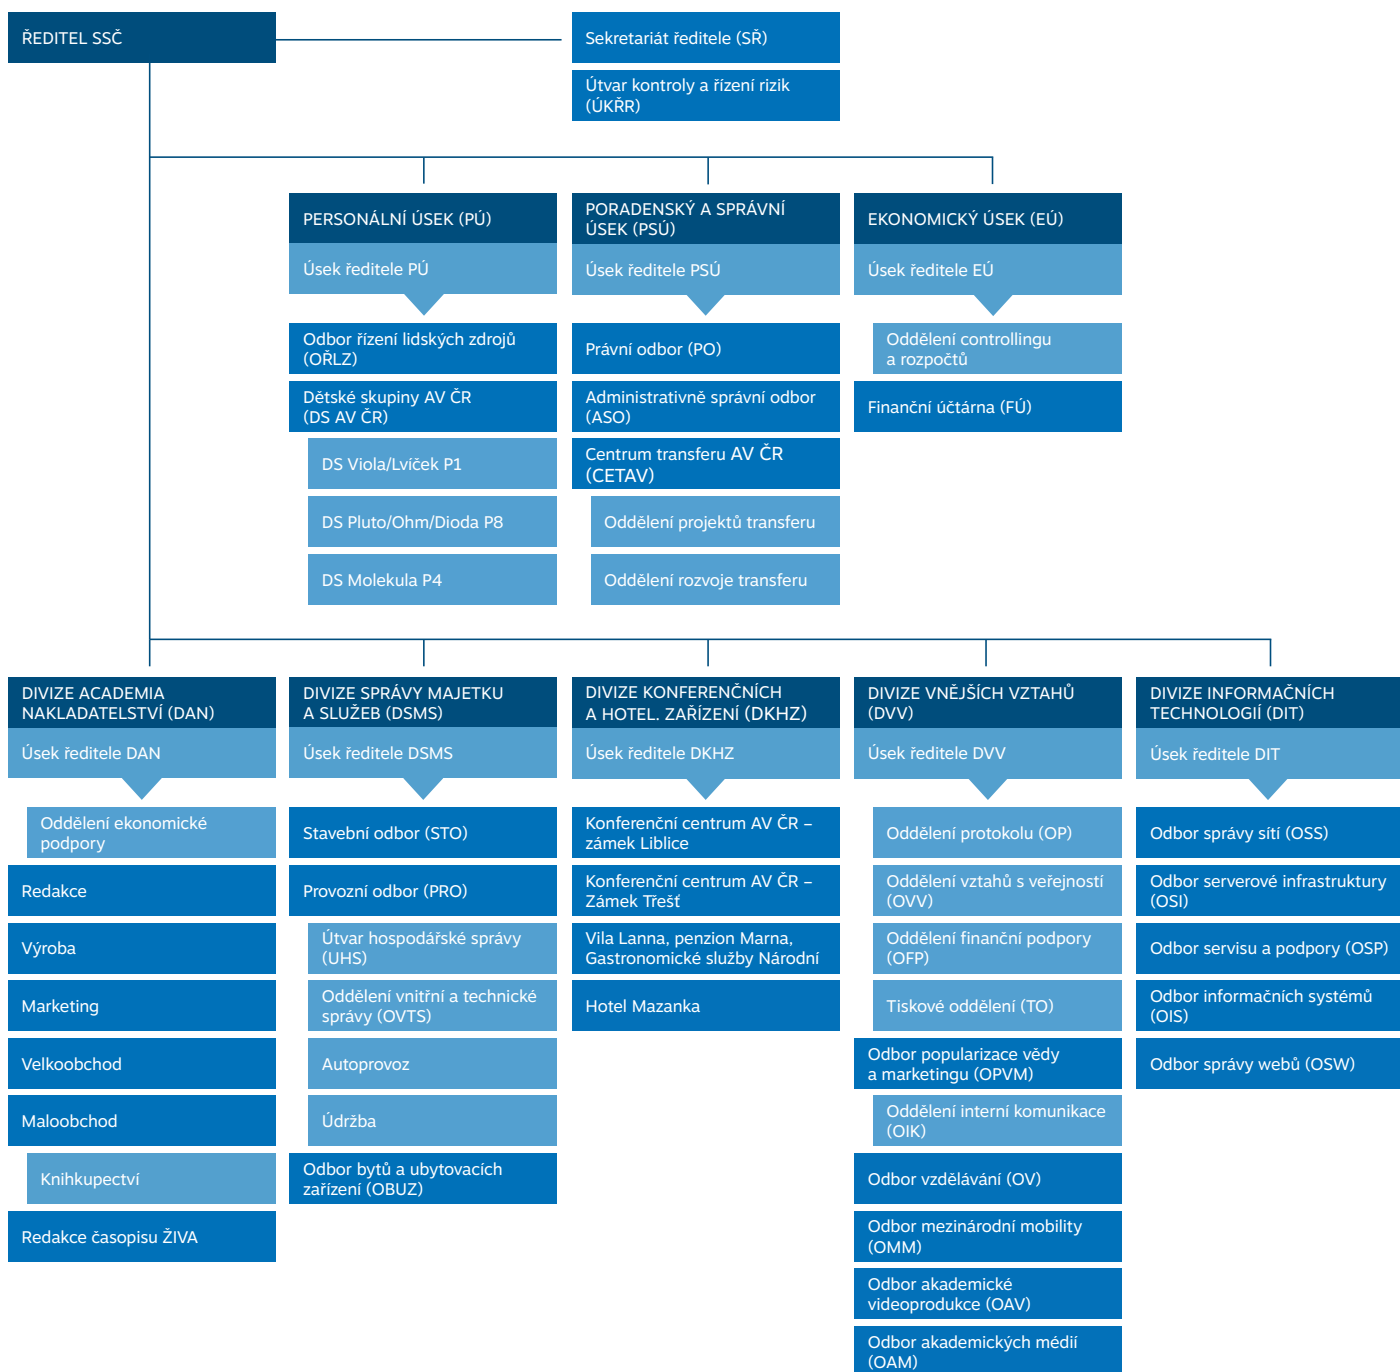 ŘEDITEL SSČ
Sekretariát ředitele (SŘ)
Útvar kontroly a řízení rizik
(ÚKŘR)
PERSONÁLNÍ ÚSEK (PÚ)
Úsek ředitele PÚ
Odbor řízení lidských zdrojů
(OŘLZ)
Dětské skupiny AV ČR
(DS AV ČR)
DS Viola/Lvíček P1
DS Pluto/Ohm/Dioda P8
DS Molekula P4
PORADENSKÝ A SPRÁVNÍ
ÚSEK (PSÚ)
Úsek ředitele PSÚ
Právní odbor (PO)
Administrativně správní odbor
(ASO)
Centrum transferu AV ČR
(CETAV)
Oddělení projektů transferu
Oddělení rozvoje transferu
EKONOMICKÝ ÚSEK (EÚ)
Úsek ředitele EÚ
Oddělení controllingu
a rozpočtů
Finanční účtárna (FÚ)
DIVIZE ACADEMIA
NAKLADATELSTVÍ (DAN)
Úsek ředitele DAN
Oddělení ekonomické
podpory
Redakce
Výroba
Marketing
Velkoobchod
Maloobchod
Knihkupectví
Redakce časopisu ŽIVA
DIVIZE SPRÁVY MAJETKU
A SLUŽEB (DSMS)
Úsek ředitele DSMS
Stavební odbor (STO)
Provozní odbor (PRO)
Útvar hospodářské správy
(UHS)
Oddělení vnitřní a technické
správy (OVTS)
Autoprovoz
Údržba
Odbor bytů a ubytovacích
zařízení (OBUZ)
DIVIZE KONFERENČNÍCH
A HOTEL. ZAŘÍZENÍ (DKHZ)
Úsek ředitele DKHZ
Konferenční centrum AV ČR –
zámek Liblice
Konferenční centrum AV ČR –
Zámek Třešť
Vila Lanna, penzion Marna,
Gastronomické služby Národní
Hotel Mazanka
DIVIZE VNĚJŠÍCH VZTAHŮ
(DVV)
Úsek ředitele DVV
Oddělení protokolu (OP)
Oddělení vztahů s veřejností
(OVV)
Oddělení finanční podpory
(OFP)
Tiskové oddělení (TO)
Odbor popularizace vědy
a marketingu (OPVM)
Oddělení interní komunikace
(OIK)
Odbor vzdělávání (OV)
Odbor mezinárodní mobility
(OMM)
Odbor akademické
videoprodukce (OAV)
Odbor akademických médií
(OAM)
DIVIZE INFORMAČNÍCH
TECHNOLOGIÍ (DIT)
Úsek ředitele DIT
Odbor správy sítí (OSS)
Odbor serverové infrastruktury
(OSI)
Odbor servisu a podpory (OSP)
Odbor informačních systémů
(OIS)
Odbor správy webů (OSW)